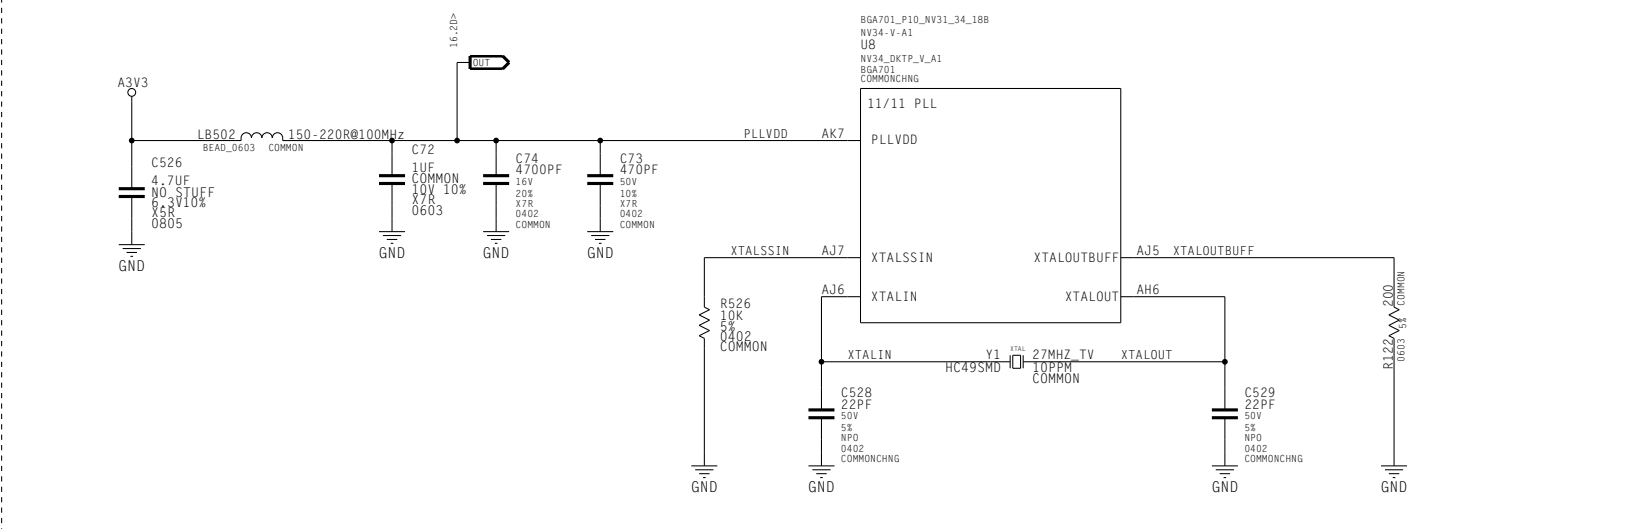 BGA701_P10_NV31_34_18B
NV34-V-A1
U8
NV34_DKTP_V_A1
BGA701
COMMONCHNG
16.2D>
OUT
A3V3
11/11 PLL
LB502
150-220R@100MHz
BEAD_0603 COMMON
PLLVDD
AK7
PLLVDD
C526
4.7UF
NO STUFF
6.3V10%
X5R
0805
GND
C72
1UF
COMMON
10V 10%
X7R
0603
GND
C74
4700PF
16V
20%
X7R
0402
COMMON
GND
C73
470PF
50V
10%
X7R
0402
COMMON
GND
XTALSSIN
AJ7
XTALSSIN
XTALOUTBUFF
AJ5
XTALOUTBUFF
AJ6
XTALIN
XTALOUT
AH6
R526
10K
5%
0402
COMMON
GND
XTALIN
Y1
XTAL
27MHZ_TV
XTALOUT
HC49SMD
10PPM
COMMON
C528
22PF
50V
5%
NPO
0402
COMMONCHNG
GND
C529
22PF
50V
5%
NPO
0402
COMMONCHNG
GND
R122 200
0603 5% COMMON
GND